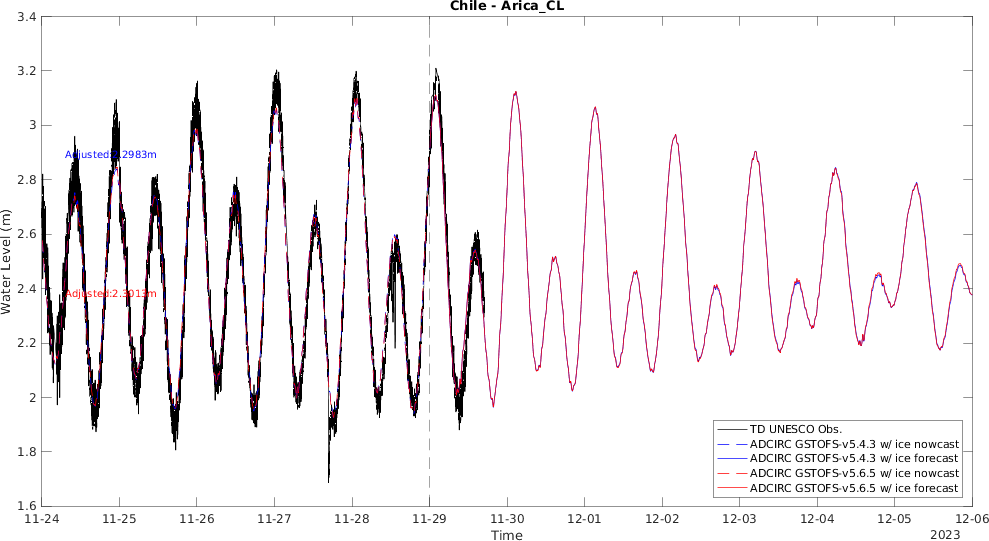 Chile - Arica_CL
Water Level (m)
3.4
3.2
3
2.8
2.6
2.4
2.2
2
1.8
1.6
Adjusted:2.2983m
Adjusted:2.3013m
TD UNESCO Obs.
ADCIRC GSTOFS-v5.4.3 w/ ice nowcast
ADCIRC GSTOFS-v5.4.3 w/ ice forecast
ADCIRC GSTOFS-v5.6.5 w/ ice nowcast
ADCIRC GSTOFS-v5.6.5 w/ ice forecast
11-24 11-25 11-26 11-27 11-28 11-29 11-30 12-01 12-02 12-03 12-04 12-05 12-06
Time
2023